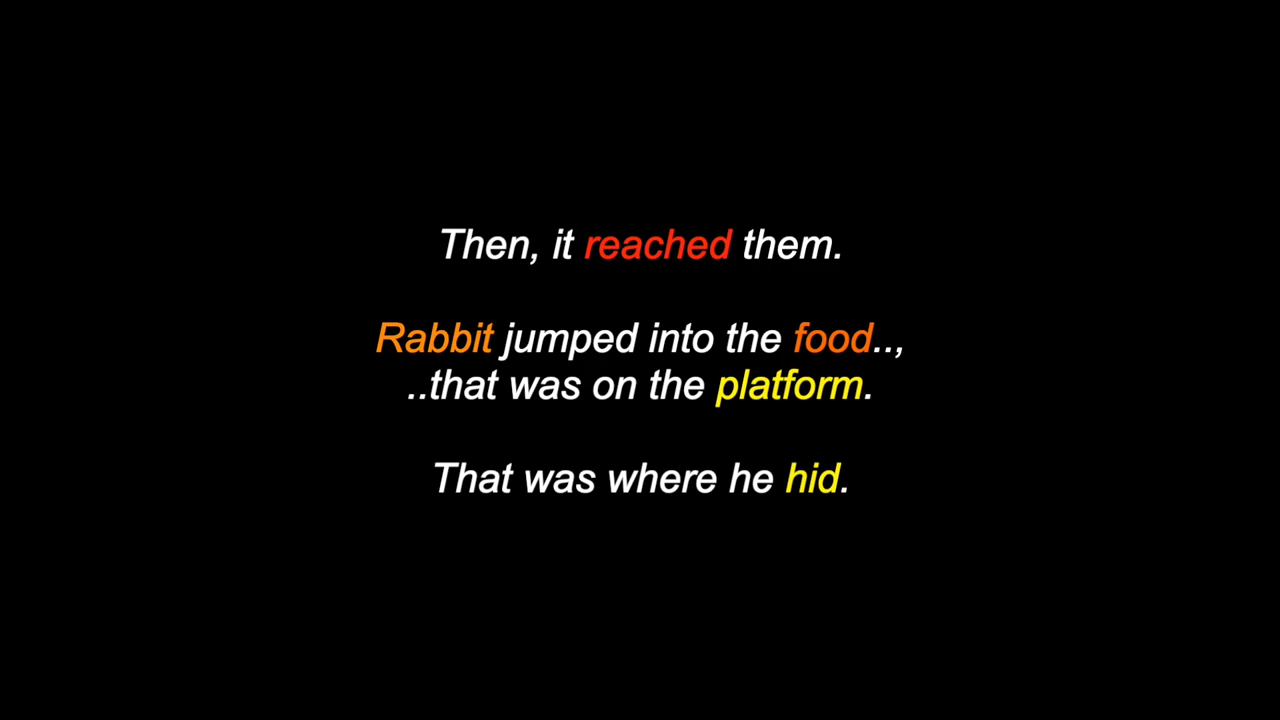 Then, it reached them.
Rabbit jumped into the food..,
..that was on the platform.
That was where he hid.